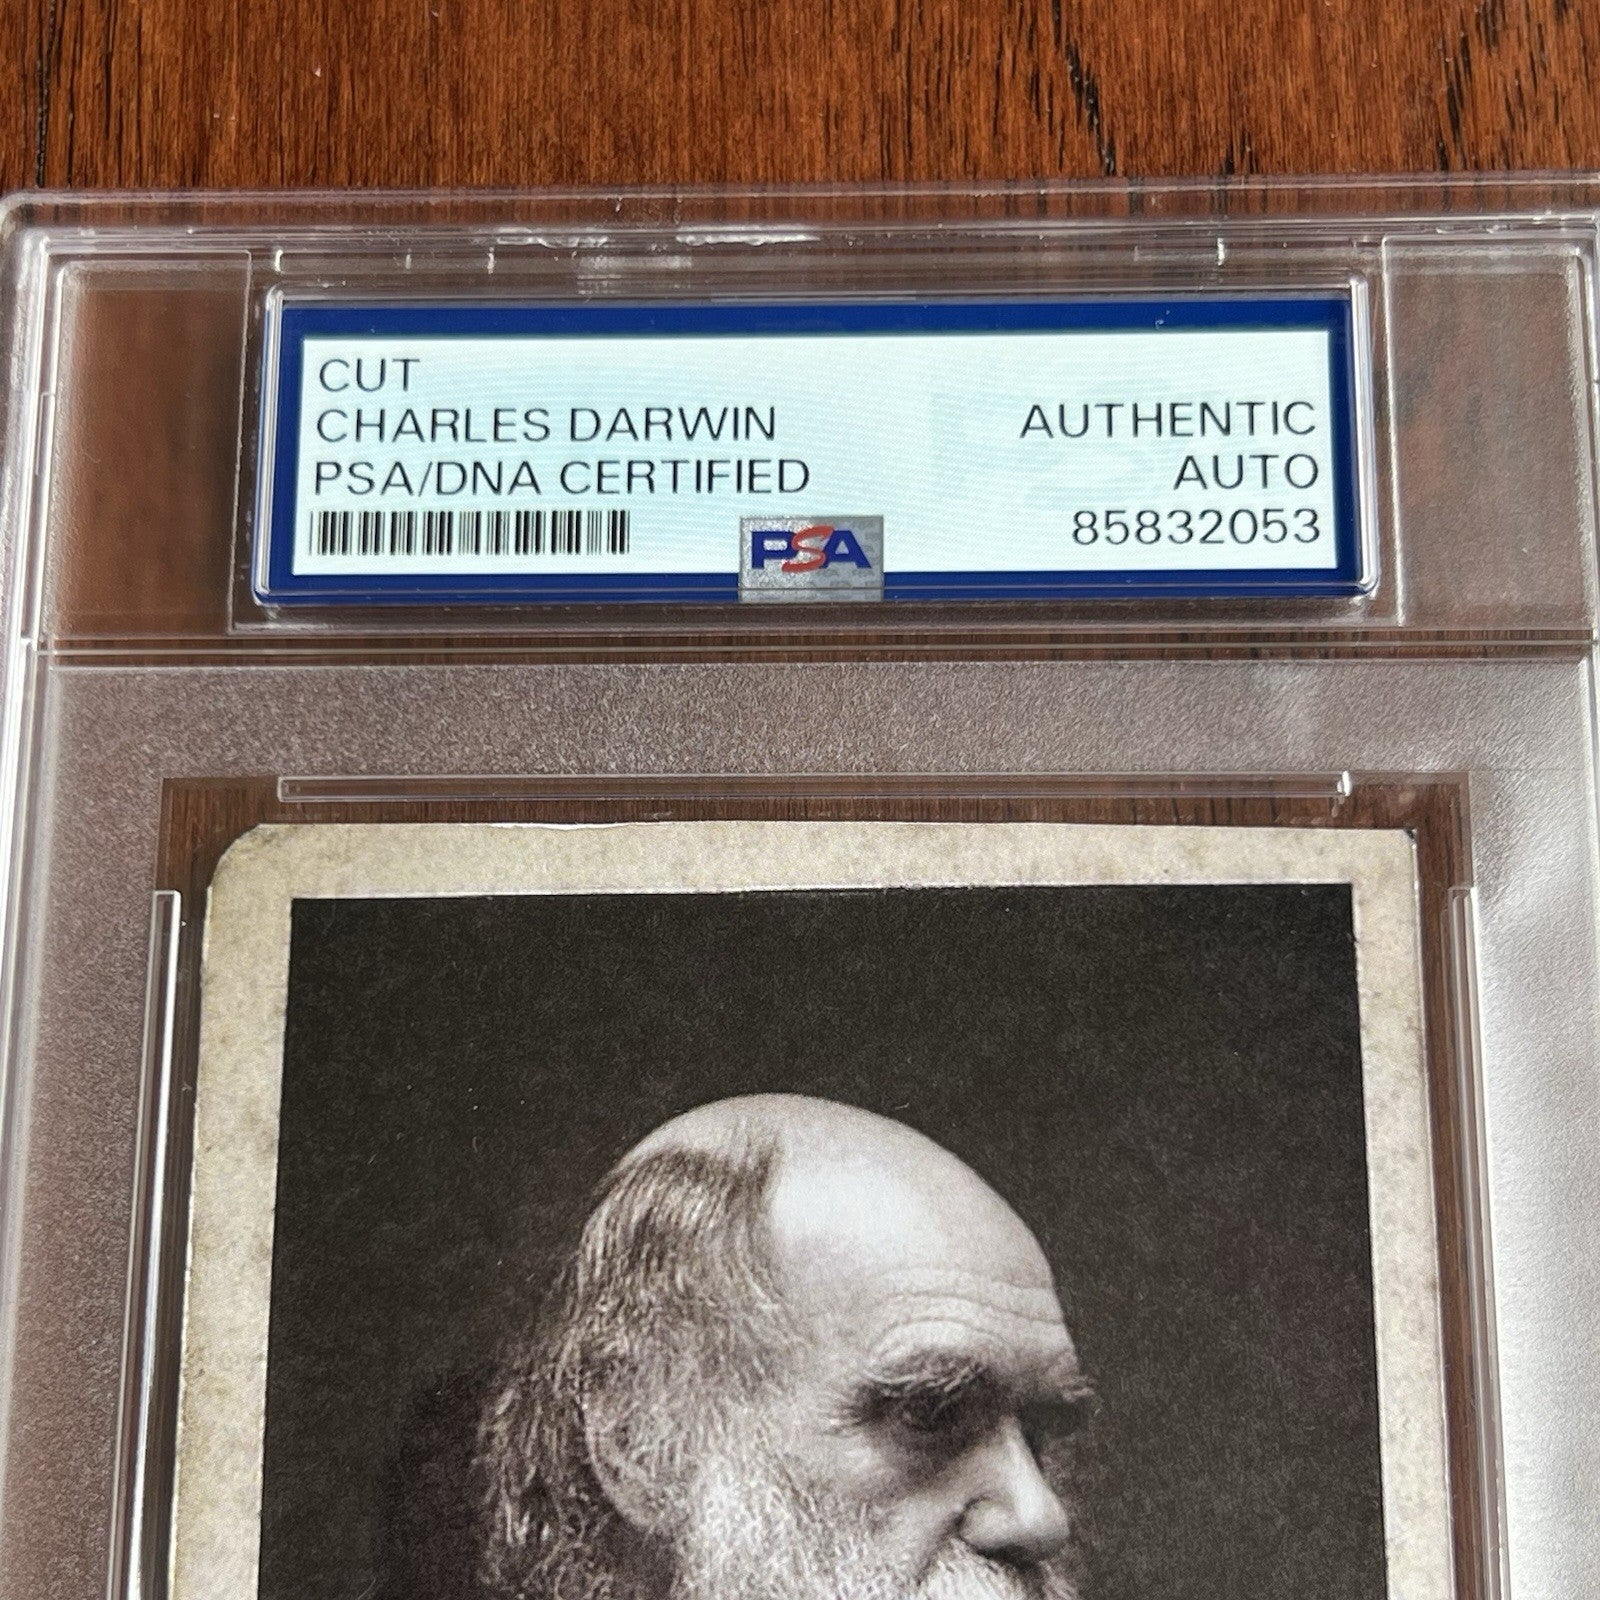 CUT
CHARLES DARWIN
PSA/DNA CERTIFIED
AUTHENTIC
AUTO
85832053
PSA